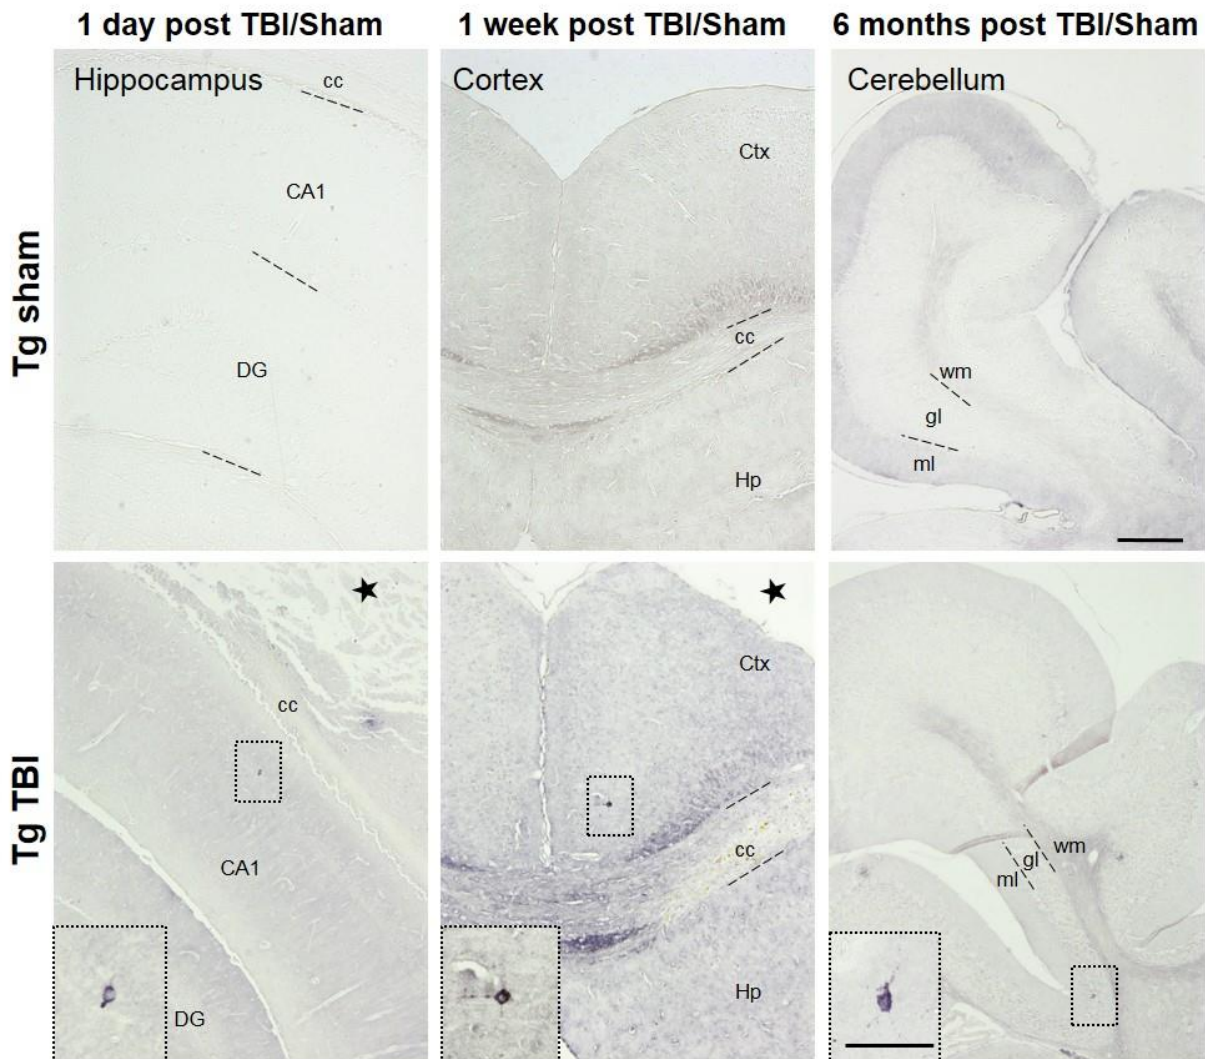 1 day post TBI/Sham
1 week post TBI/Sham
6 months post TBI/Sham
Tg sham
Hippocampus
cc
CA1
DG
Cortex
Ctx
cc
Hp
Cerebellum
wm
gl
ml
Tg TBI
cc
CA1
DG
Ctx
cc
Hp
wm
gl
ml